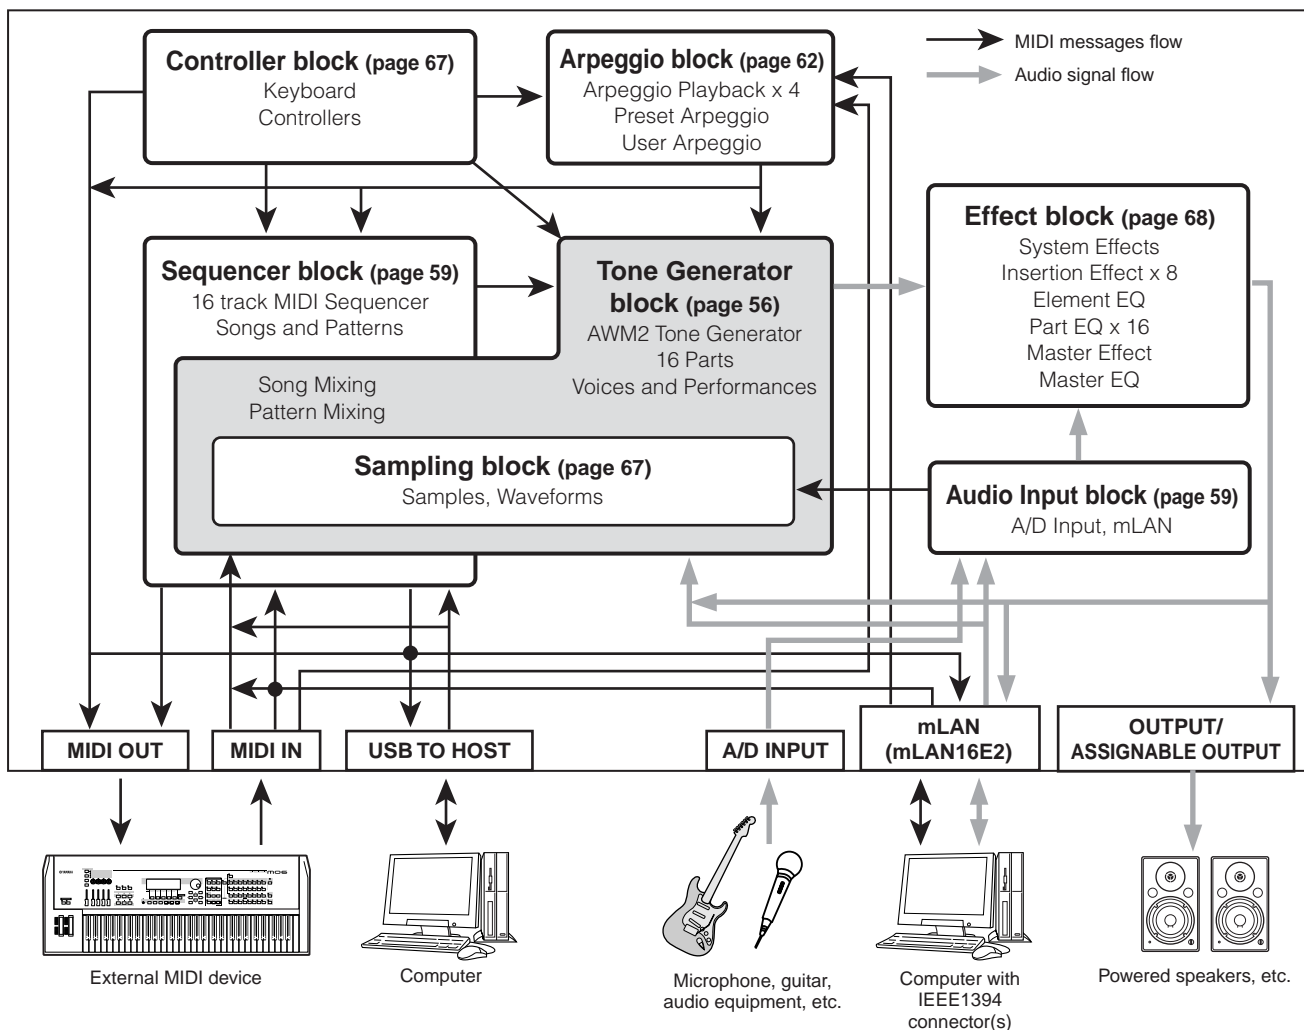 Controller block (page 67)
Keyboard
Controllers
Arpeggio block (page 62)
Arpeggio Playback x 4
Preset Arpeggio
User Arpeggio
MIDI messages flow
Audio signal flow
Sequencer block (page 59)
16 track MIDI Sequencer
Songs and Patterns
Tone Generator
block (page 56)
AWM2 Tone Generator
16 Parts
Voices and Performances
Effect block (page 68)
System Effects
Insertion Effect x 8
Element EQ
Part EQ x 16
Master Effect
Master EQ
Song Mixing
Pattern Mixing
Sampling block (page 67)
Samples, Waveforms
Audio Input block (page 59)
A/D Input, mLAN
MIDI OUT
MIDI IN
USB TO HOST
A/D INPUT
mLAN
(mLAN16E2)
OUTPUT/
ASSIGNABLE OUTPUT
External MIDI device
Computer
Microphone, guitar,
audio equipment, etc.
Computer with
IEEE1394
connector(s)
Powered speakers, etc.